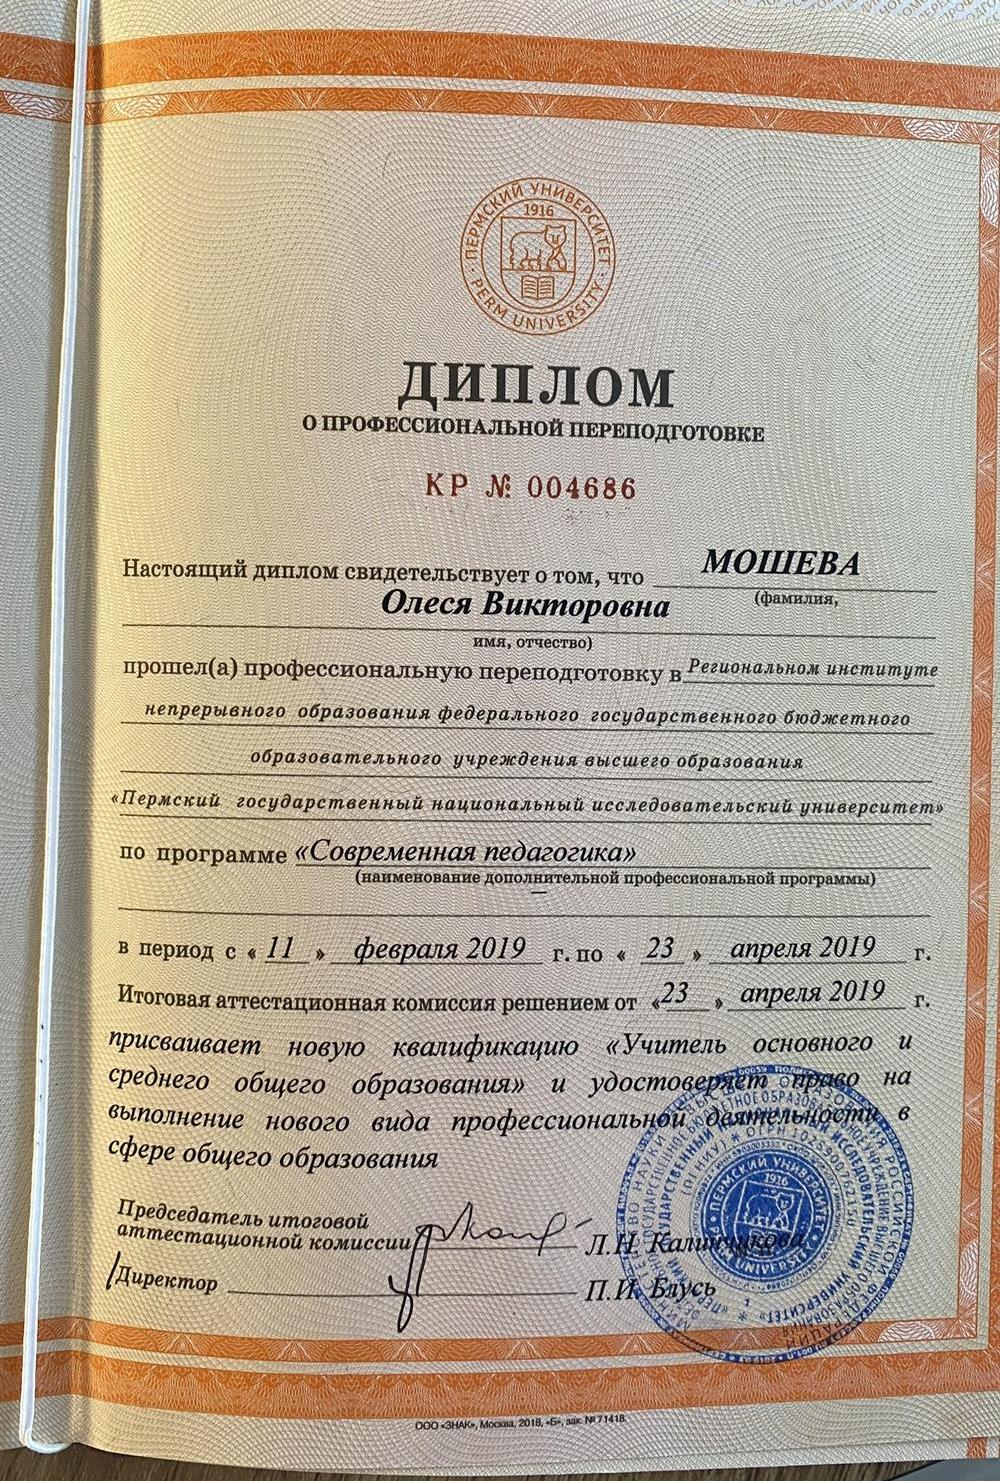 ПЕРМСКИЙ УНИВЕРСИТЕТ
1916
PERM UNIVERSITY
ДИПЛОМ
О ПРОФЕССИОНАЛЬНОЙ ПЕРЕПОДГОТОВКЕ
КР № 004686
Настоящий диплом свидетельствует о том, что МОШЕВА
(фамилия,
Олеся Викторовна
имя, отчество)
прошел(а) профессиональную переподготовку в Региональном институте
непрерывного образования федерального государственного бюджетного
образовательного учреждения высшего образования
«Пермский государственный национальный исследовательский университет»
по программе «Современная педагогика»
(наименование дополнительной профессиональной программы)
в период с « 11 » февраля 2019 г. по « 23 » апреля 2019 г.
Итоговая аттестационная комиссия решением от «23 » апреля 2019 г.
присваивает новую квалификацию «Учитель основного и
среднего общего образования» и удостоверяет право на
выполнение нового вида профессиональной деятельности в
сфере общего образования
Председатель итоговой
аттестационной комиссии Л.Н. Калинчикова
Директор П.И. Блусь
ПЕРМСКИЙ УНИВЕРСИТЕТ
1916
ООО «ЗНАК», Москва, 2018, «Б», зак. № 71418.